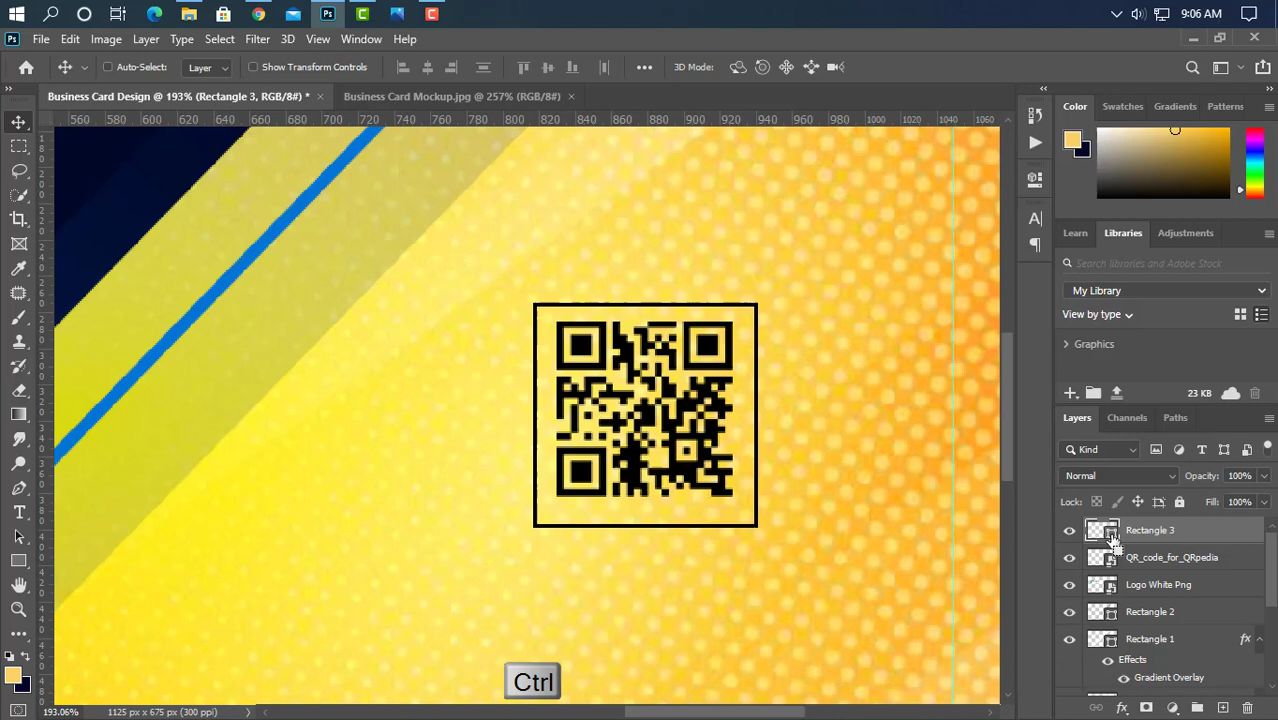 9:06 AM
Ps
File Edit Image Layer Type Select Filter 3D View Window Help
Auto-Select: Layer Show Transform Controls 3D Mode:
Business Card Design @ 193% (Rectangle 3, RGB/8#) * × Business Card Mockup.jpg @ 257% (RGB/8#) ×
560 580 600 620 640 660 680 700 720 740 760 780 800 820 840 860 880 900 920 940 960 980 1000 1020 1040 1060
Color Swatches Gradients Patterns
Learn Libraries Adjustments
Search libraries and Adobe Stock
My Library
View by type
Graphics
23 KB
Layers Channels Paths
Kind
Normal Opacity: 100%
Lock: Fill: 100%
Rectangle 3
QR_code_for_QRpedia
Logo White Png
Rectangle 2
Rectangle 1 fx
Effects
Gradient Overlay
Ctrl
193.06% 1125 px x 675 px (300 ppi)